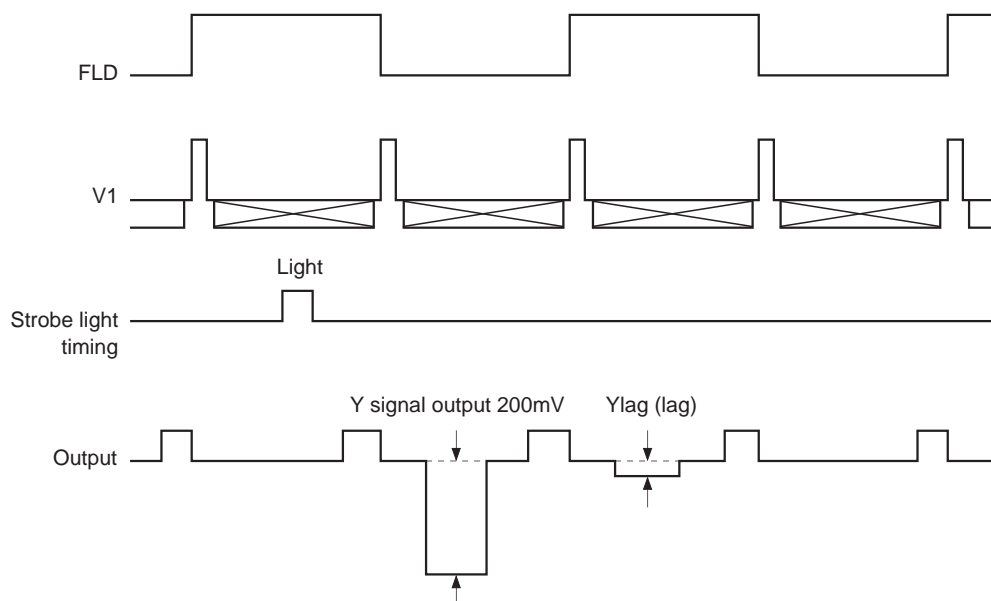 FLD
V1
Light
Strobe light
timing
Y signal output 200mV
Ylag (lag)
Output